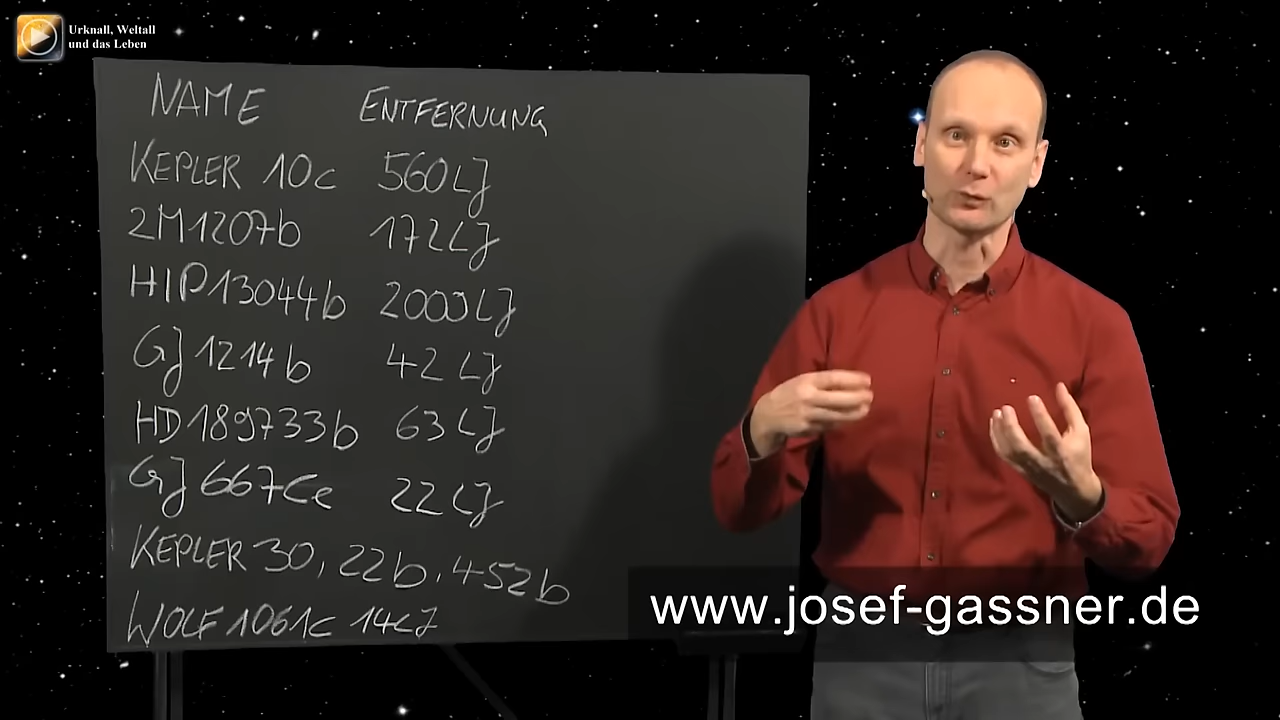 Urknall, Weltall
und das Leben
NAME ENTFERNUNG
KEPLER 10c 560LJ
2M1207b 172LJ
HIP13044b 2000LJ
GJ1214b 42LJ
HD189733b 63LJ
GJ667Ce 22LJ
KEPLER 30, 22b, 452b
WOLF 1061c 14LJ
www.josef-gassner.de